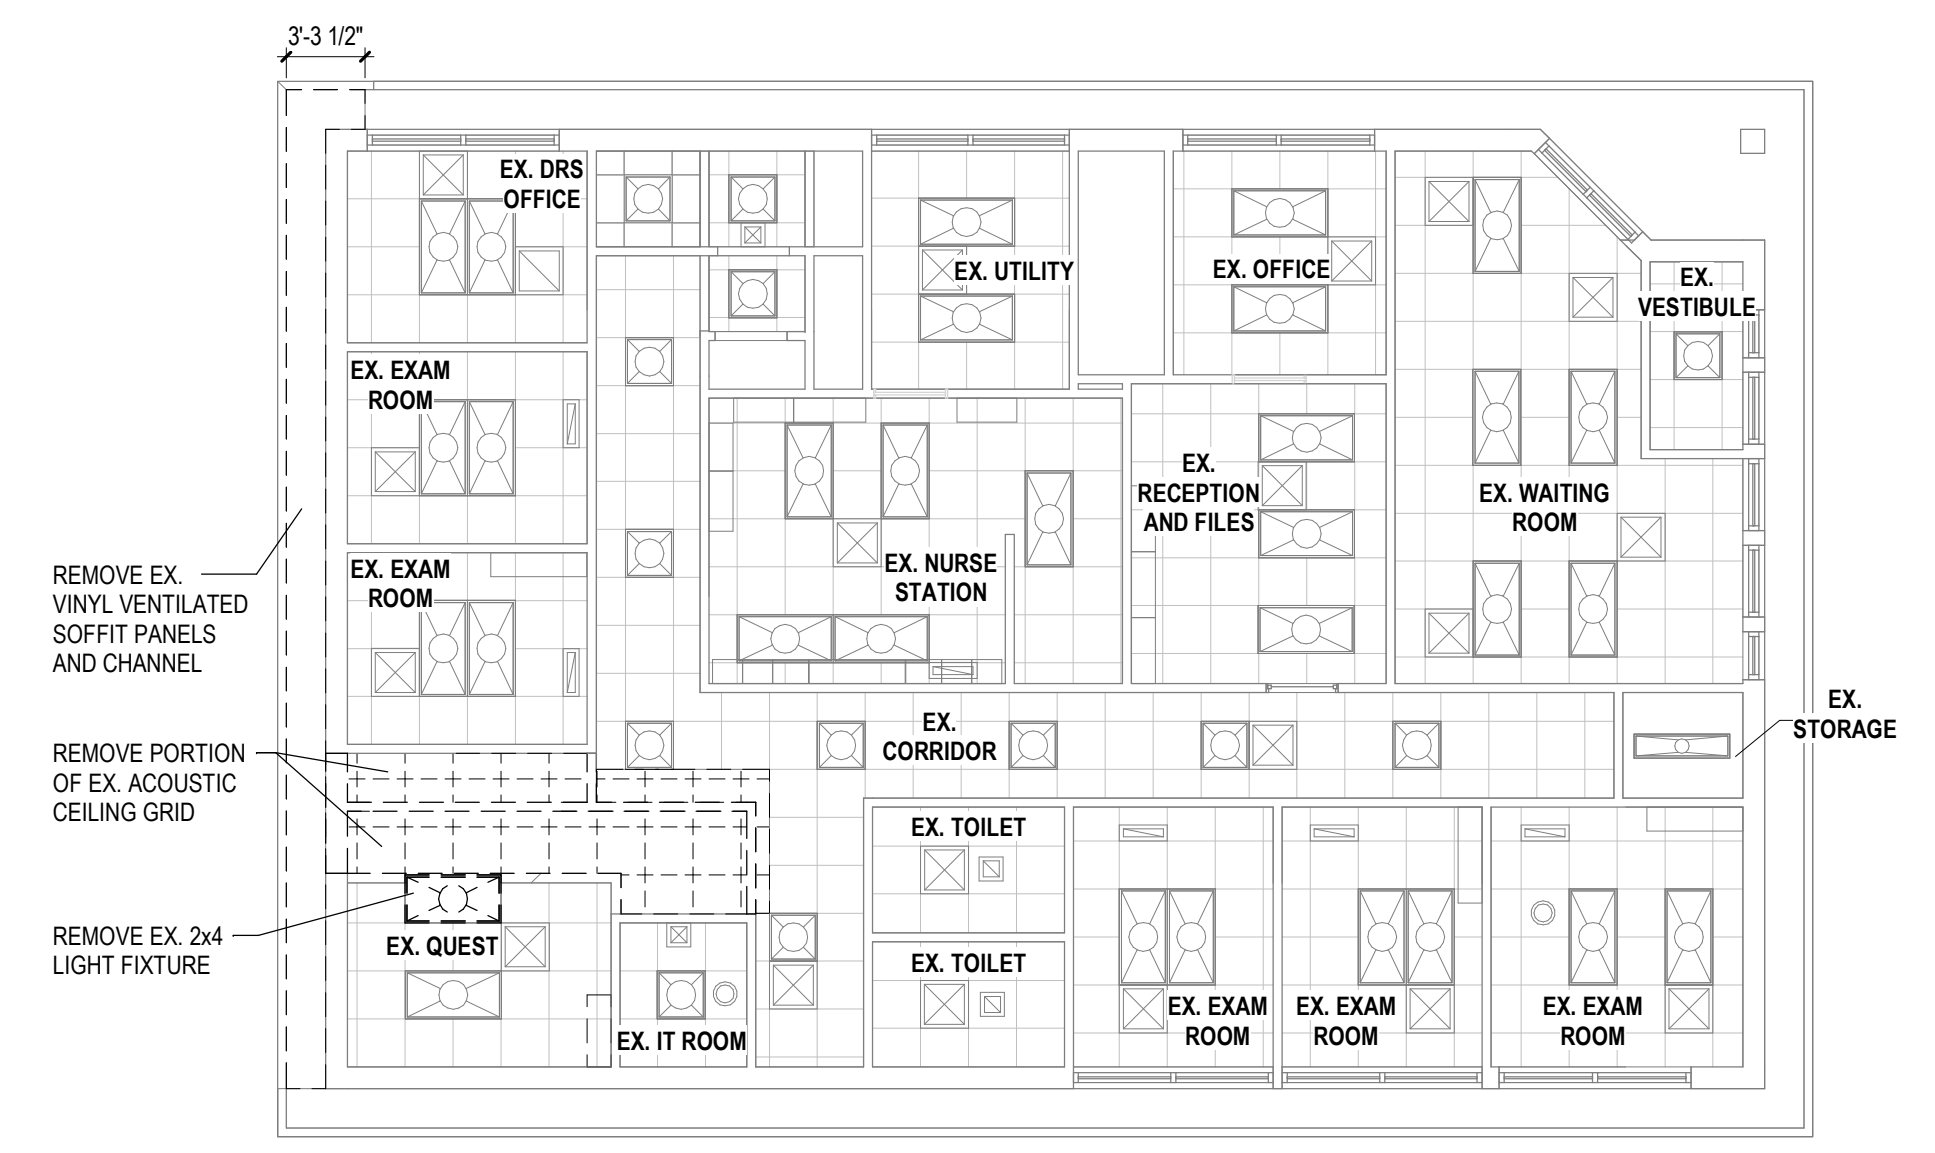 3'-3 1/2"
EX. DRS
OFFICE
EX. UTILITY
EX. OFFICE
EX.
VESTIBULE
EX. EXAM
ROOM
EX.
RECEPTION
AND FILES
EX. WAITING
ROOM
EX. NURSE
STATION
EX. EXAM
ROOM
REMOVE EX.
VINYL VENTILATED
SOFFIT PANELS
AND CHANNEL
EX.
STORAGE
EX.
CORRIDOR
REMOVE PORTION
OF EX. ACOUSTIC
CEILING GRID
EX. TOILET
REMOVE EX. 2x4
LIGHT FIXTURE
EX. QUEST
EX. TOILET
EX. IT ROOM
EX. EXAM
ROOM
EX. EXAM
ROOM
EX. EXAM
ROOM